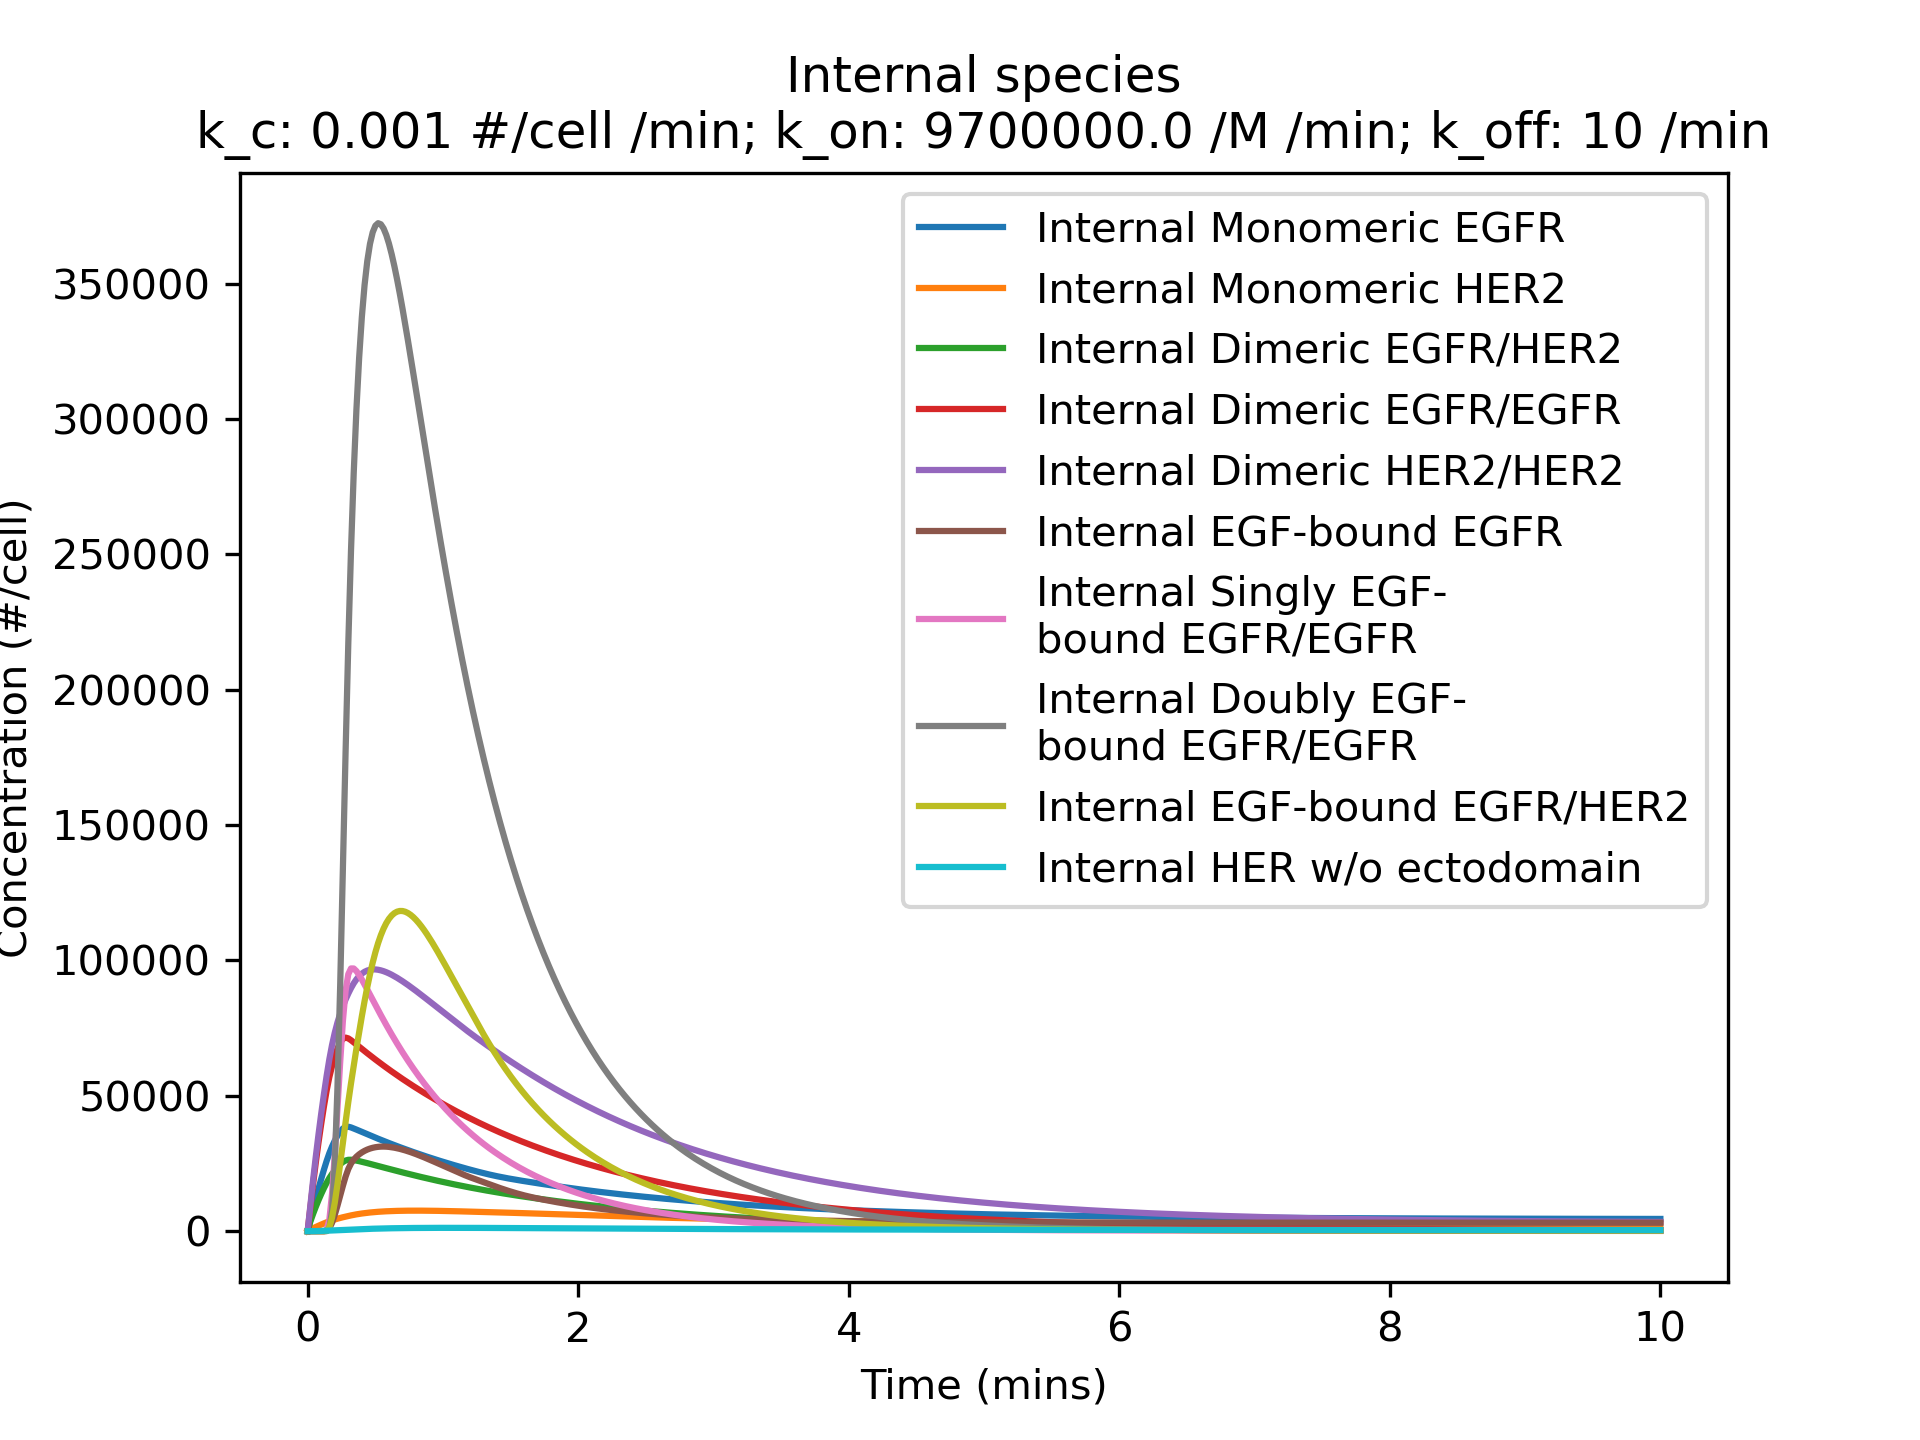 Internal species
k_c: 0.001 #/cell /min; k_on: 9700000.0 /M /min; k_off: 10 /min
Internal Monomeric EGFR
Internal Monomeric HER2
Internal Dimeric EGFR/HER2
Internal Dimeric EGFR/EGFR
Internal Dimeric HER2/HER2
Internal EGF-bound EGFR
Internal Singly EGF-
bound EGFR/EGFR
Internal Doubly EGF-
bound EGFR/EGFR
Internal EGF-bound EGFR/HER2
Internal HER w/o ectodomain
Concentration (#/cell)
350000
300000
250000
200000
150000
100000
50000
0
0 2 4 6 8 10
Time (mins)